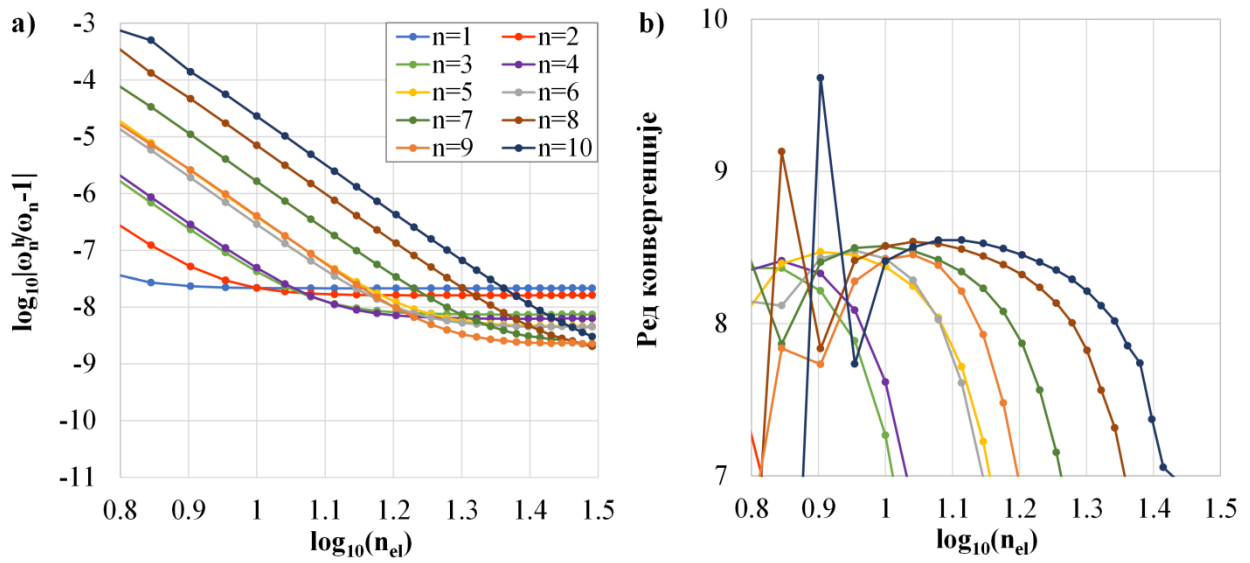 a)
log₁₀|ωₙʰ/ωₙ-1|
-3
-4
-5
-6
-7
-8
-9
-10
-11
n=1 n=2
n=3 n=4
n=5 n=6
n=7 n=8
n=9 n=10
0.8 0.9 1 1.1 1.2 1.3 1.4 1.5
log₁₀(nₑₗ)
b)
Ред конвергенције
10
9
8
7
0.8 0.9 1 1.1 1.2 1.3 1.4 1.5
log₁₀(nₑₗ)